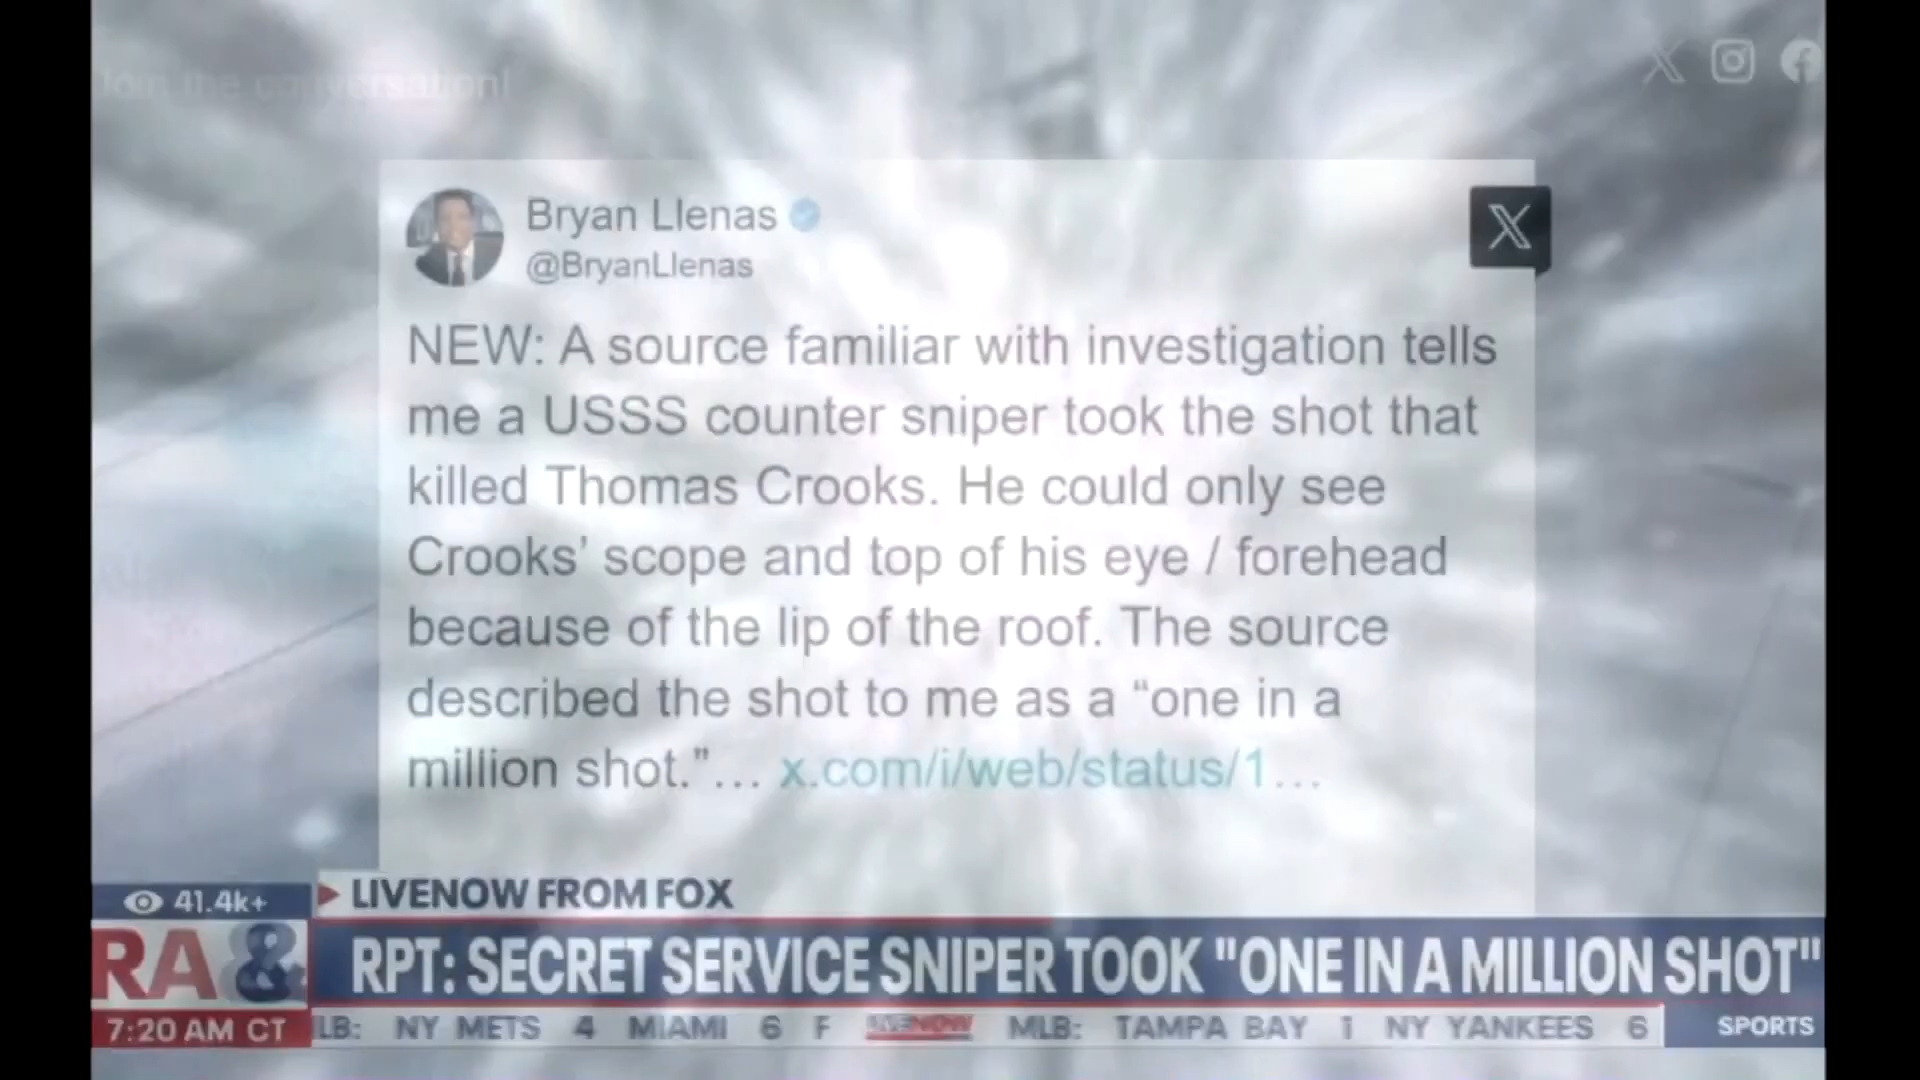 Join the conversation!
Bryan Llenas
@BryanLlenas
NEW: A source familiar with investigation tells
me a USSS counter sniper took the shot that
killed Thomas Crooks. He could only see
Crooks’ scope and top of his eye / forehead
because of the lip of the roof. The source
described the shot to me as a “one in a
million shot.”... x.com/i/web/status/1...
41.4k+
LIVENOW FROM FOX
RA &
RPT: SECRET SERVICE SNIPER TOOK "ONE IN A MILLION SHOT"
7:20 AM CT
LB: NY METS 4 MIAMI 6 F LIVENOW MLB: TAMPA BAY 1 NY YANKEES 6
SPORTS